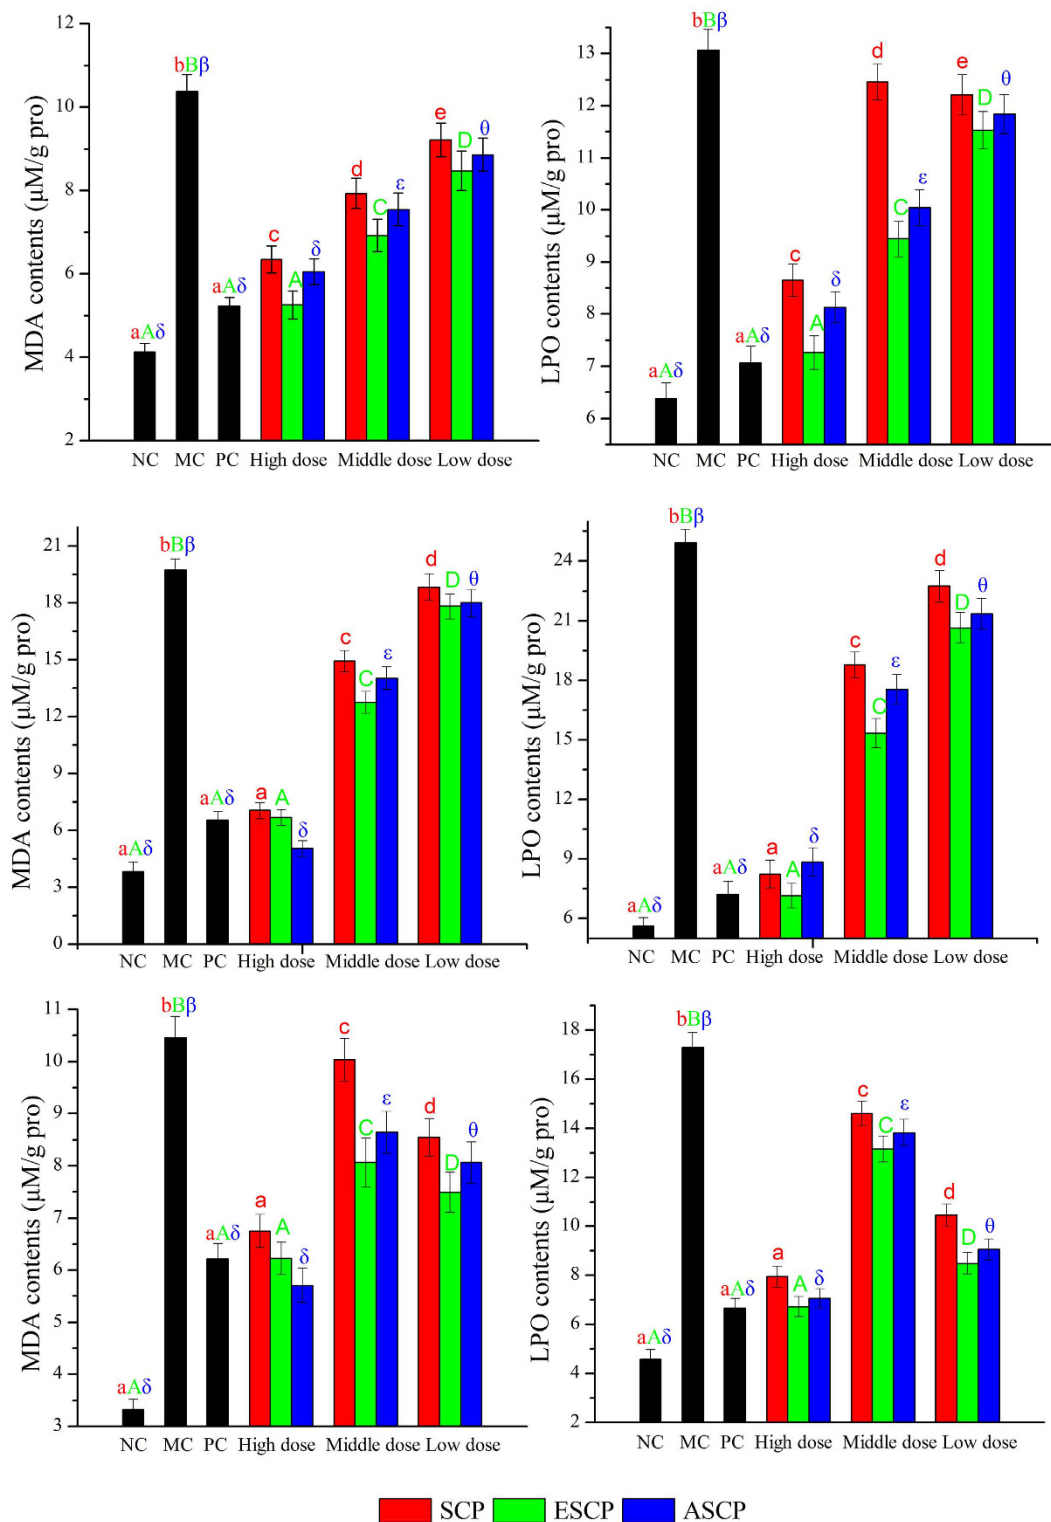 MDA contents (μM/g pro)
12
10
8
6
4
2
aAδ
bBβ
aAδ
c
A
δ
d
C
ε
e
D
θ
NC MC PC High dose Middle dose Low dose
LPO contents (μM/g pro)
13
12
11
10
9
8
7
6
aAδ
bBβ
aAδ
c
A
δ
d
C
ε
e
D
θ
NC MC PC High dose Middle dose Low dose
MDA contents (μM/g pro)
21
18
15
12
9
6
3
0
aAδ
bBβ
aAδ
a
A
δ
c
C
ε
d
D
θ
NC MC PC High dose Middle dose Low dose
LPO contents (μM/g pro)
24
21
18
15
12
9
6
aAδ
bBβ
aAδ
a
A
δ
c
C
ε
d
D
θ
NC MC PC High dose Middle dose Low dose
MDA contents (μM/g pro)
11
10
9
8
7
6
5
4
3
aAδ
bBβ
aAδ
a
A
δ
c
C
ε
d
D
θ
NC MC PC High dose Middle dose Low dose
LPO contents (μM/g pro)
18
16
14
12
10
8
6
4
2
aAδ
bBβ
aAδ
a
A
δ
c
C
ε
d
D
θ
NC MC PC High dose Middle dose Low dose
SCP ESCP ASCP